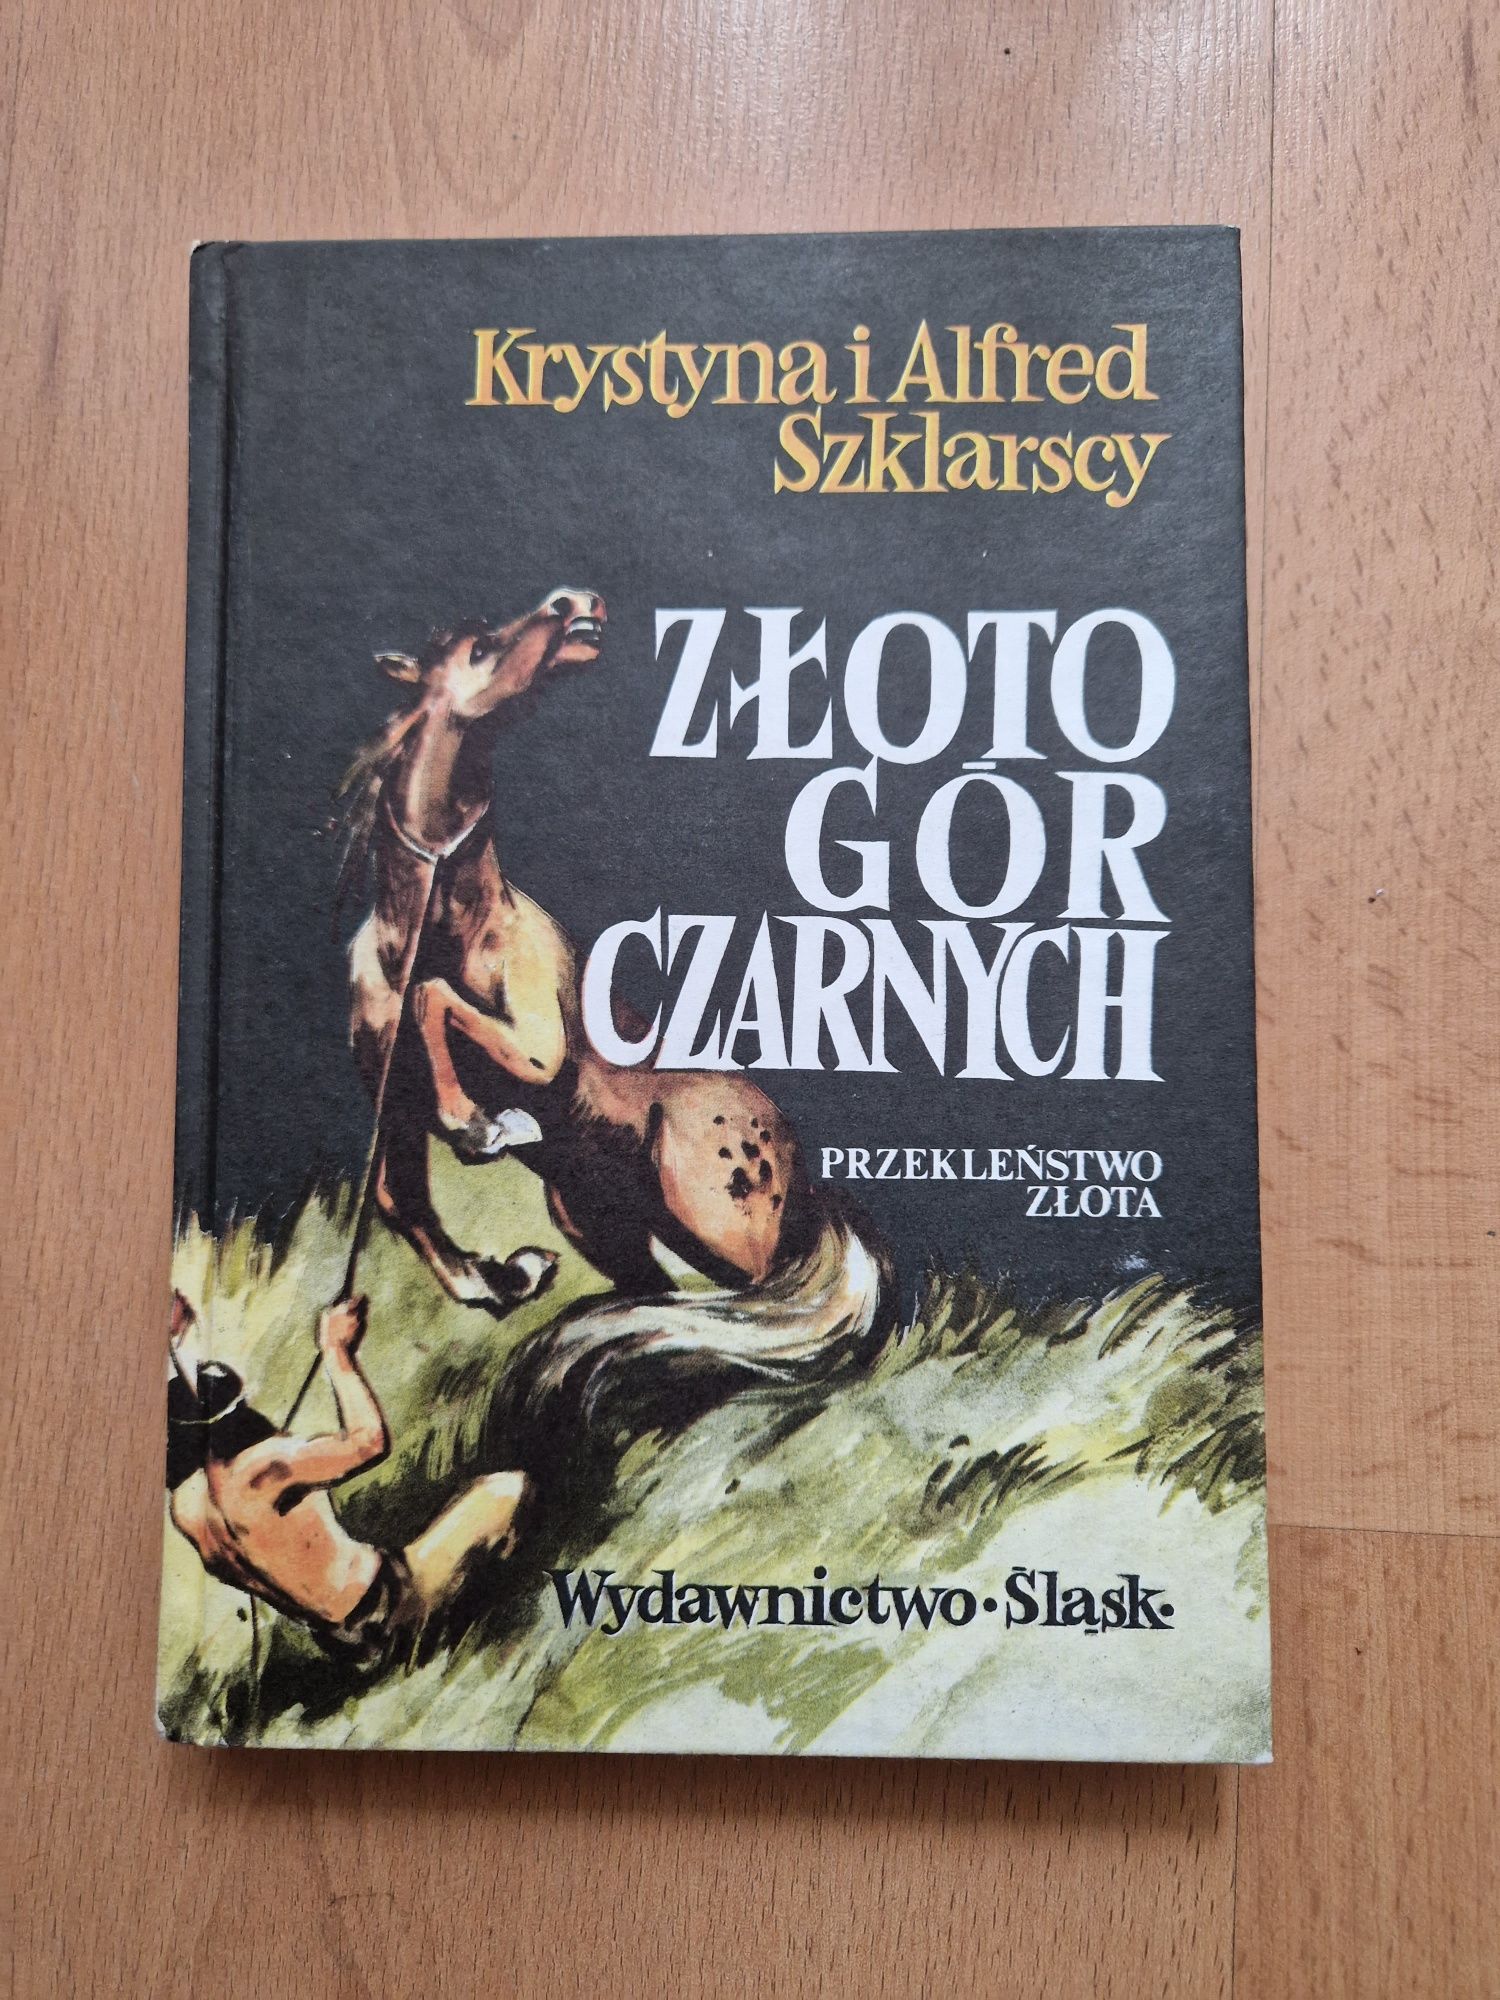 Krystyna i Alfred
Szklarscy
ZŁOTO
GÓR
CZARNYCH
PRZEKLEŃSTWO
ZŁOTA
Wydawnictwo • Śląsk •